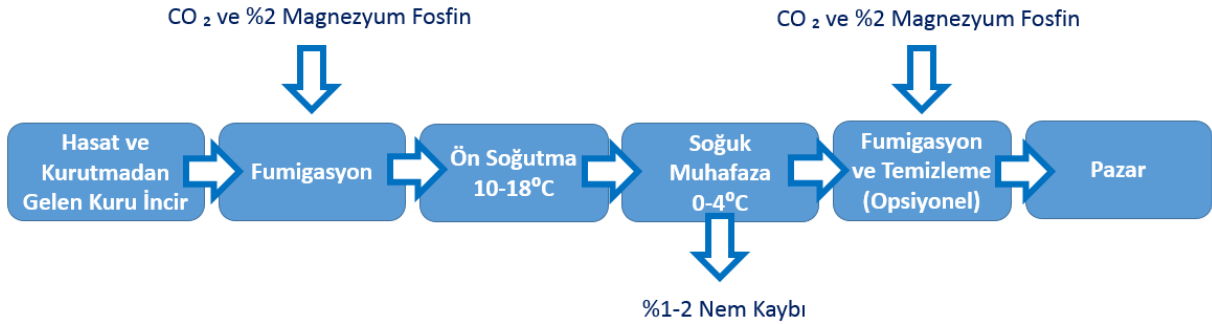 CO ₂ ve %2 Magnezyum Fosfin
CO ₂ ve %2 Magnezyum Fosfin
Hasat ve
Kurutmadan
Gelen Kuru İncir
Fumigasyon
Ön Soğutma
10-18⁰C
Soğuk
Muhafaza
0-4⁰C
Fumigasyon
ve Temizleme
(Opsiyonel)
Pazar
%1-2 Nem Kaybı